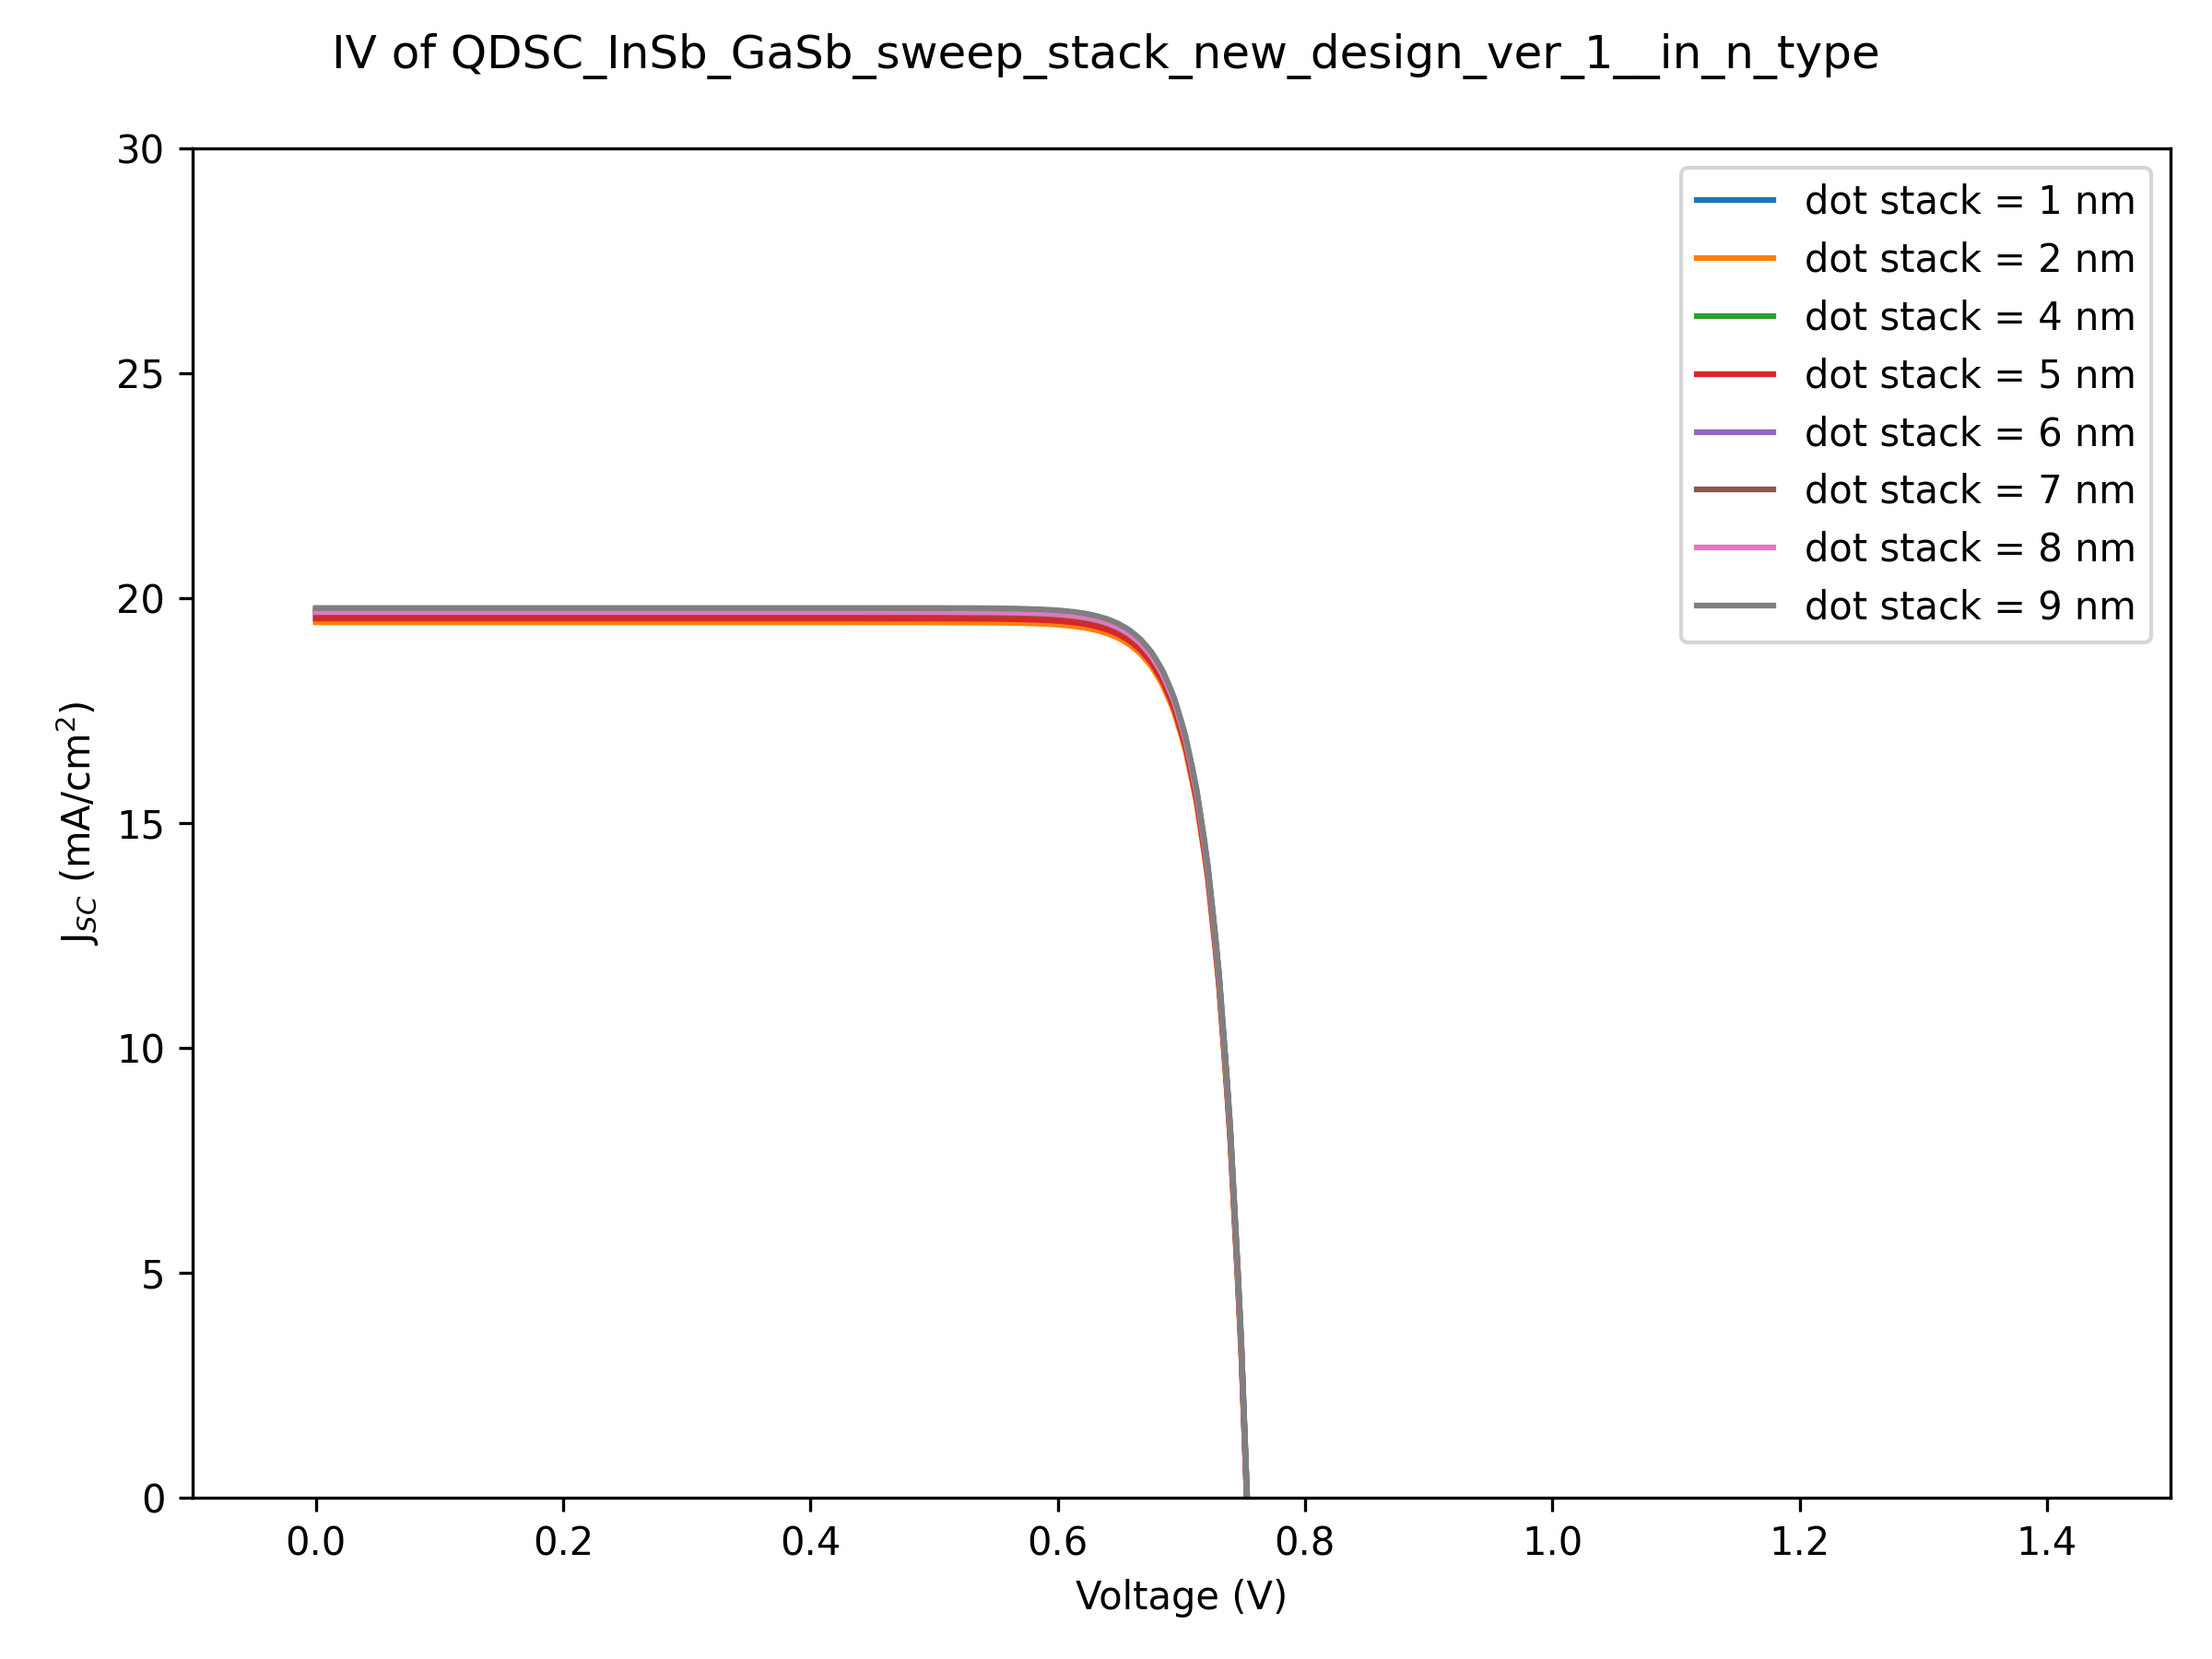 IV of QDSC_InSb_GaSb_sweep_stack_new_design_ver_1__in_n_type
30
25
20
15
10
5
0
J_SC (mA/cm²)
dot stack = 1 nm
dot stack = 2 nm
dot stack = 4 nm
dot stack = 5 nm
dot stack = 6 nm
dot stack = 7 nm
dot stack = 8 nm
dot stack = 9 nm
0.0 0.2 0.4 0.6 0.8 1.0 1.2 1.4
Voltage (V)